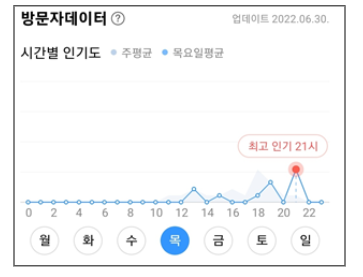 방문자데이터 ? 업데이트 2022.06.30.
시간별 인기도 주평균 목요일평균
최고 인기 21시
0 2 4 6 8 10 12 14 16 18 20 22
월 화 수 목 금 토 일